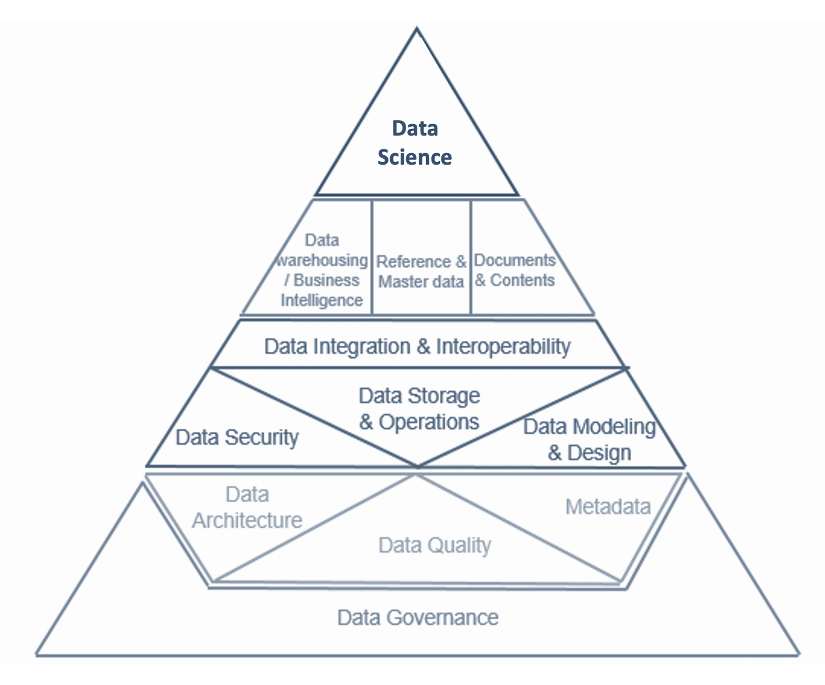 Data
Science
Data
warehousing
/ Business
Intelligence
Reference &
Master data
Documents
& Contents
Data Integration & Interoperability
Data Storage
& Operations
Data Security
Data Modeling
& Design
Data
Architecture
Metadata
Data Quality
Data Governance